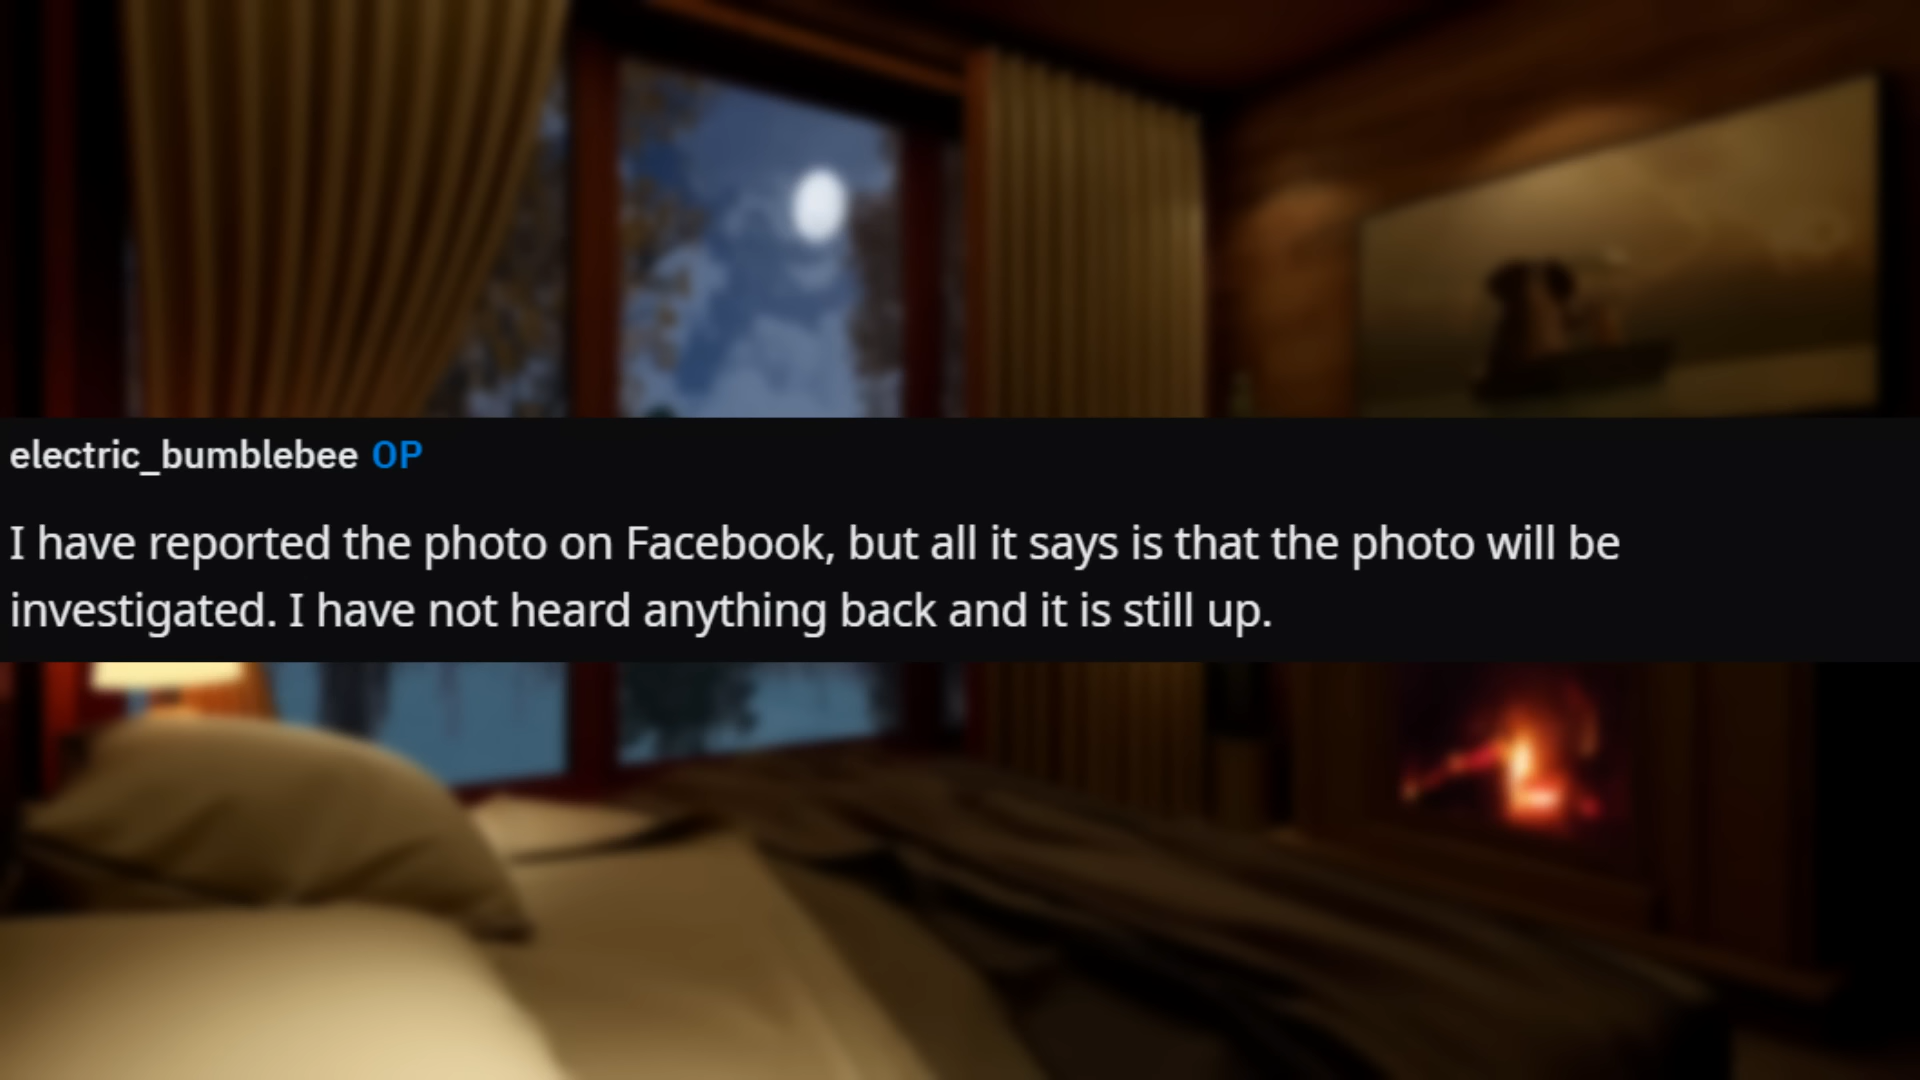 electric_bumblebee OP
I have reported the photo on Facebook, but all it says is that the photo will be
investigated. I have not heard anything back and it is still up.